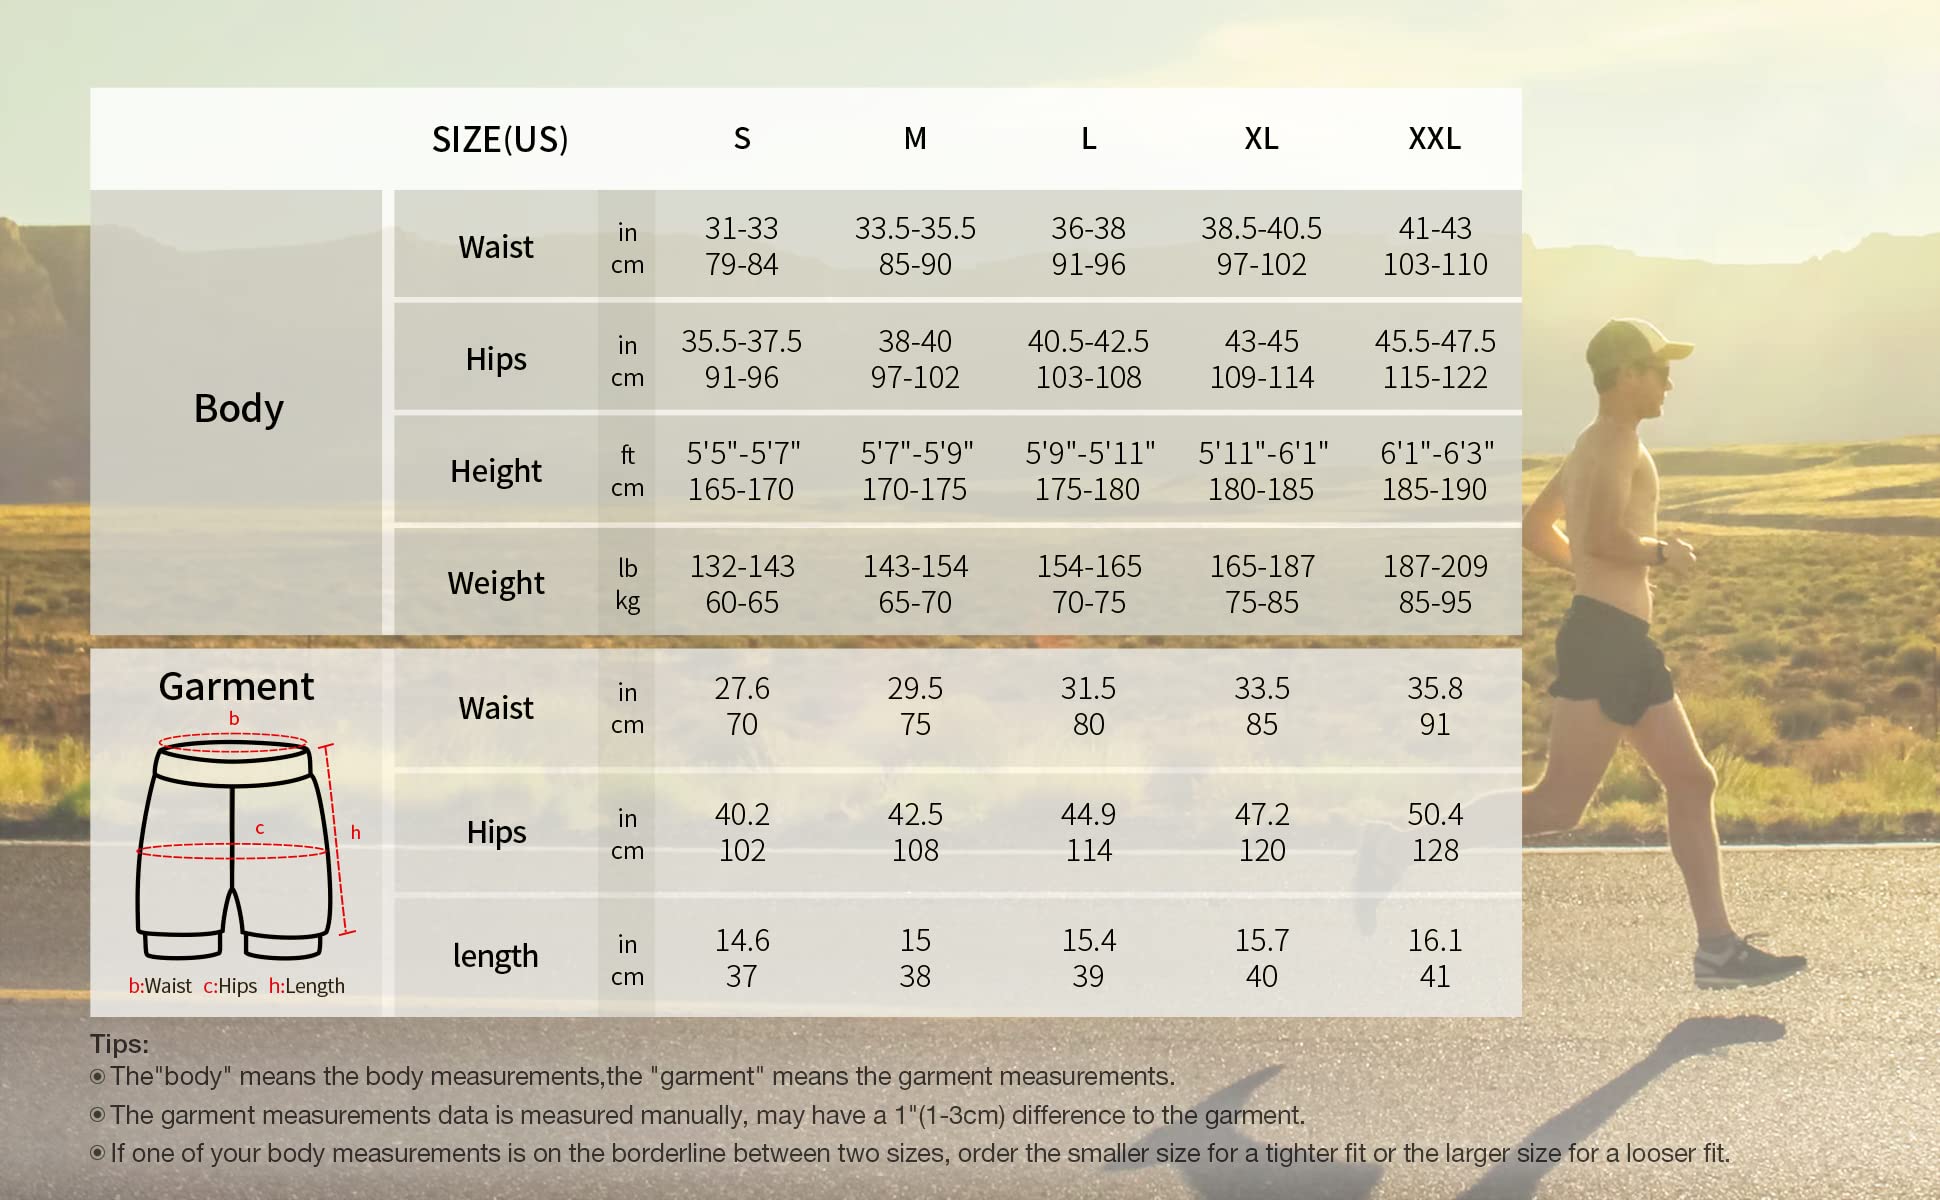 SIZE(US) S M L XL XXL
Body
Waist in 31-33 33.5-35.5 36-38 38.5-40.5 41-43
cm 79-84 85-90 91-96 97-102 103-110
Hips in 35.5-37.5 38-40 40.5-42.5 43-45 45.5-47.5
cm 91-96 97-102 103-108 109-114 115-122
Height ft 5'5"-5'7" 5'7"-5'9" 5'9"-5'11" 5'11"-6'1" 6'1"-6'3"
cm 165-170 170-175 175-180 180-185 185-190
Weight lb 132-143 143-154 154-165 165-187 187-209
kg 60-65 65-70 70-75 75-85 85-95
Garment
b
c
h
b:Waist c:Hips h:Length
Waist in 27.6 29.5 31.5 33.5 35.8
cm 70 75 80 85 91
Hips in 40.2 42.5 44.9 47.2 50.4
cm 102 108 114 120 128
length in 14.6 15 15.4 15.7 16.1
cm 37 38 39 40 41
Tips:
The"body" means the body measurements,the "garment" means the garment measurements.
The garment measurements data is measured manually, may have a 1"(1-3cm) difference to the garment.
If one of your body measurements is on the borderline between two sizes, order the smaller size for a tighter fit or the larger size for a looser fit.